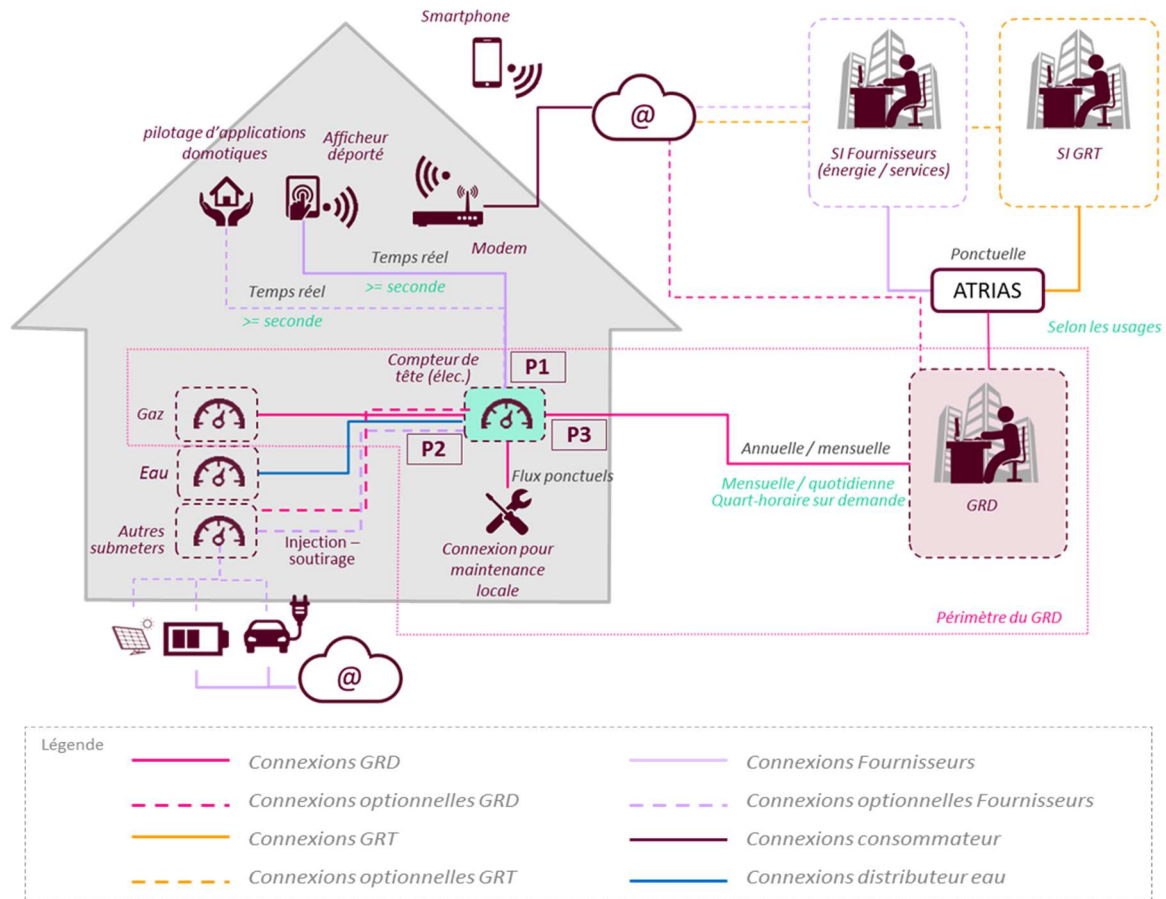 Smartphone
pilotage d'applications
domotiques
Afficheur
déporté
@
SI Fournisseurs
(énergie / services)
SI GRT
Modem
Temps réel
>= seconde
Temps réel
>= seconde
Ponctuelle
ATRIAS
Selon les usages
Compteur de
tête (élec.)
P1
Gaz
P2
P3
Annuelle / mensuelle
Mensuelle / quotidienne
Quart-horaire sur demande
GRD
Eau
Flux ponctuels
Autres
submeters
Injection –
soutirage
Connexion pour
maintenance
locale
Périmètre du GRD
@
Légende
Connexions GRD
Connexions optionnelles GRD
Connexions GRT
Connexions optionnelles GRT
Connexions Fournisseurs
Connexions optionnelles Fournisseurs
Connexions consommateur
Connexions distributeur eau